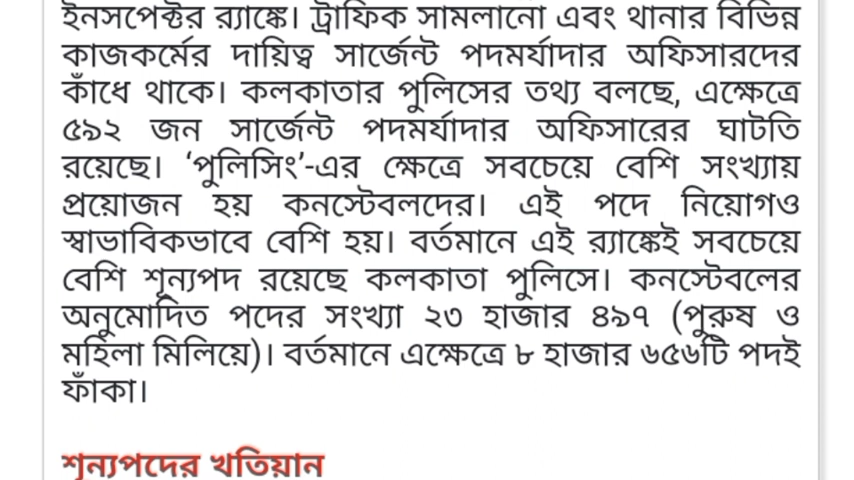 ইনসপেক্টর র‍্যাঙ্কে। ট্রাফিক সামলানো এবং থানার বিভিন্ন
কাজকর্মের দায়িত্ব সার্জেন্ট পদমর্যাদার অফিসারদের
কাঁধে থাকে। কলকাতার পুলিসের তথ্য বলছে, এক্ষেত্রে
৫৯২ জন সার্জেন্ট পদমর্যাদার অফিসারের ঘাটতি
রয়েছে। ‘পুলিসিং’-এর ক্ষেত্রে সবচেয়ে বেশি সংখ্যায়
প্রয়োজন হয় কনস্টেবলদের। এই পদে নিয়োগও
স্বাভাবিকভাবে বেশি হয়। বর্তমানে এই র‍্যাঙ্কেই সবচেয়ে
বেশি শূন্যপদ রয়েছে কলকাতা পুলিসে। কনস্টেবলের
অনুমোদিত পদের সংখ্যা ২৩ হাজার ৪৯৭ (পুরুষ ও
মহিলা মিলিয়ে)। বর্তমানে এক্ষেত্রে ৮ হাজার ৬৫৬টি পদই
ফাঁকা।
শূন্যপদের খতিয়ান